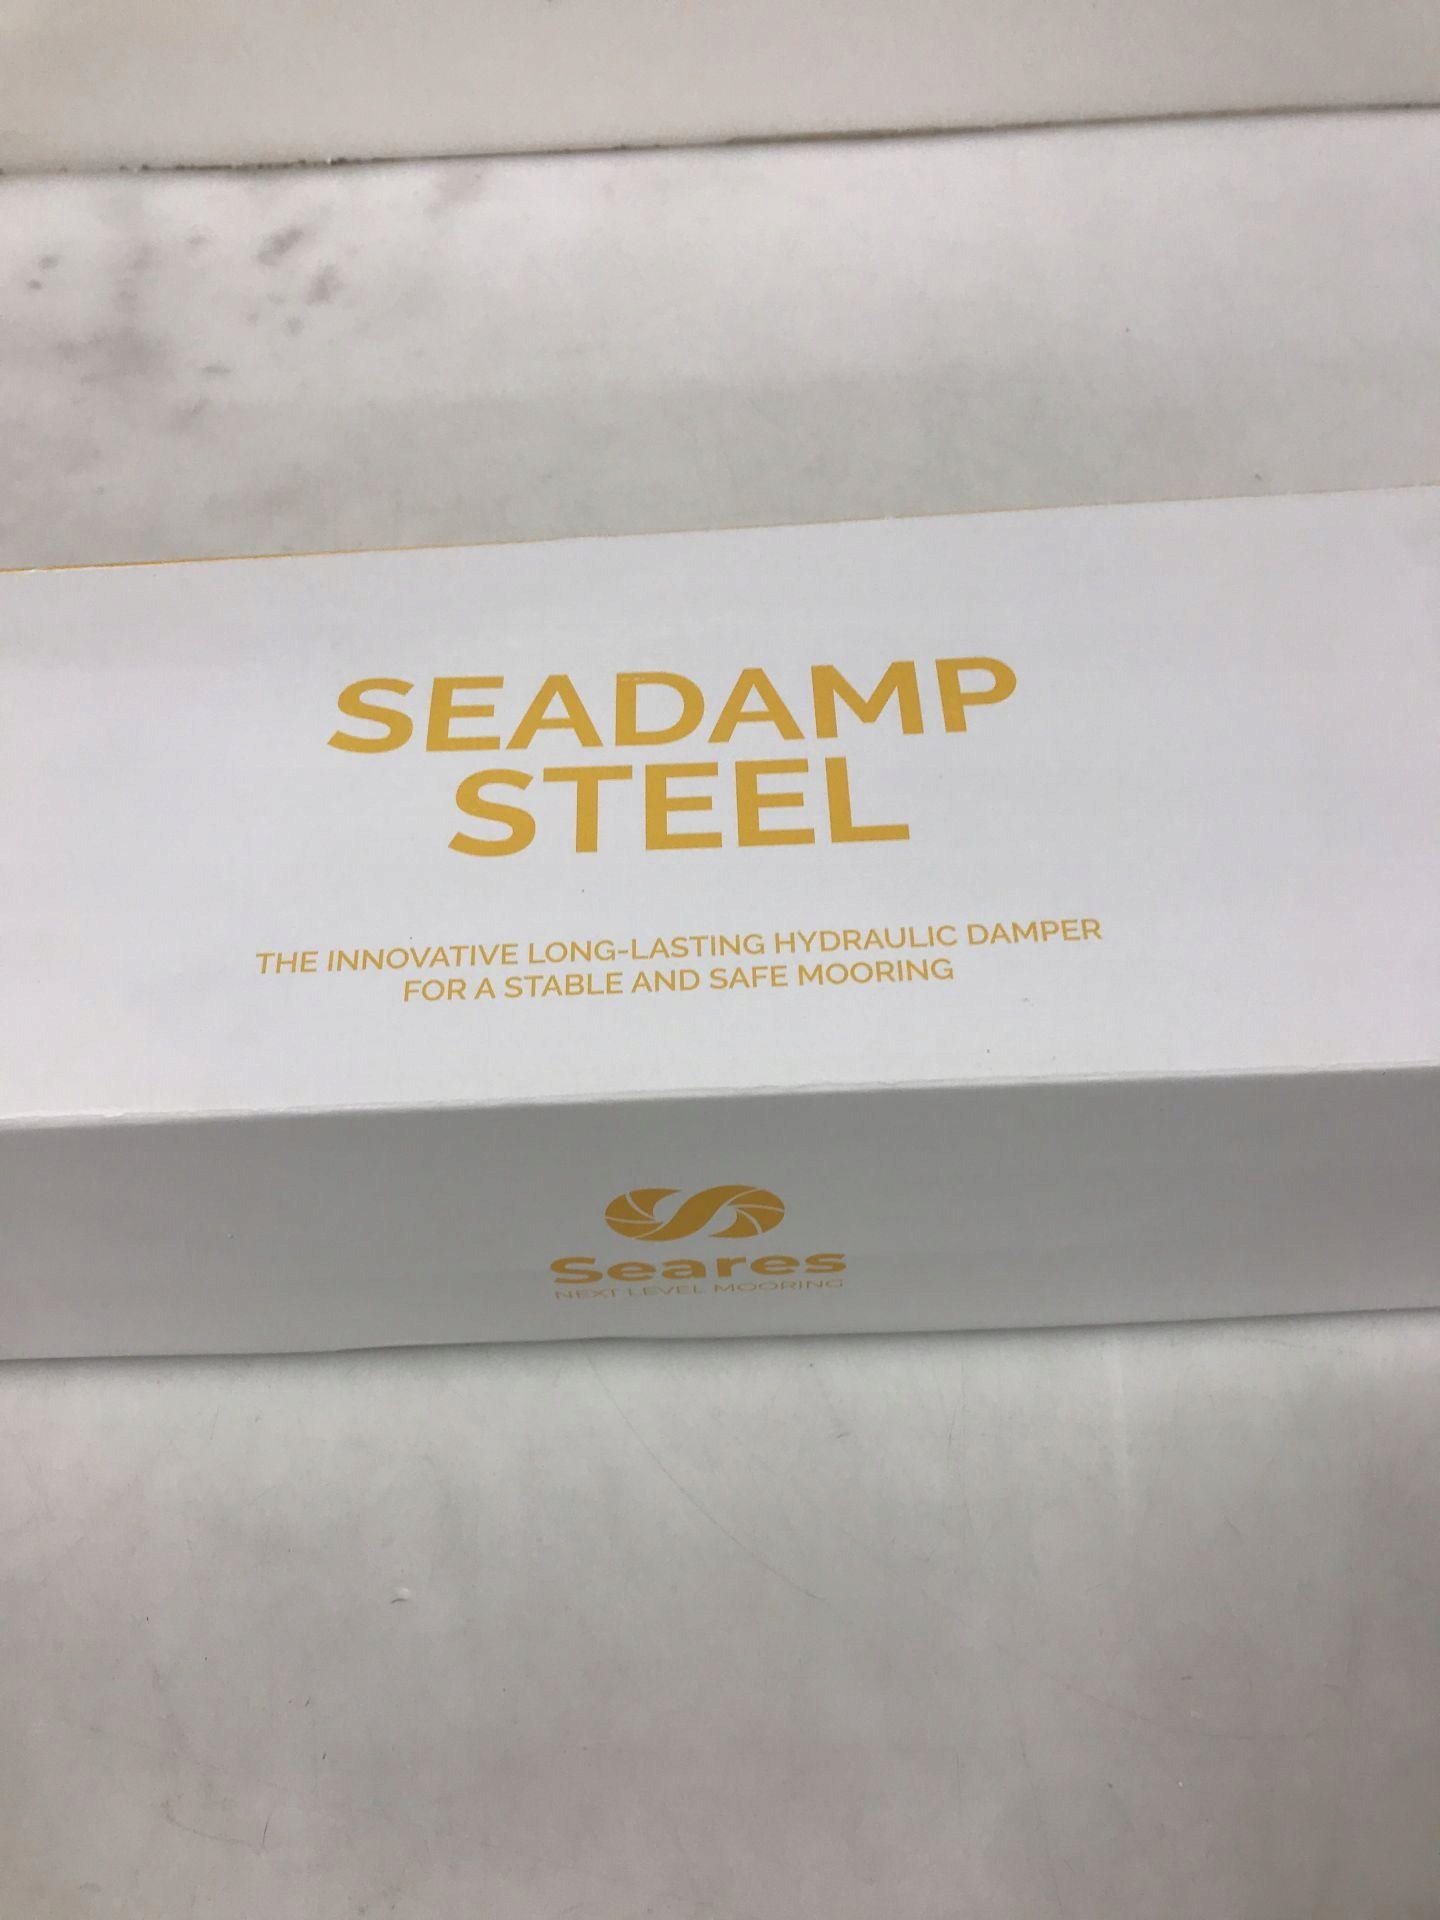 SEADAMP
STEEL
THE INNOVATIVE LONG-LASTING HYDRAULIC DAMPER
FOR A STABLE AND SAFE MOORING
Seares
NEXT LEVEL MOORING